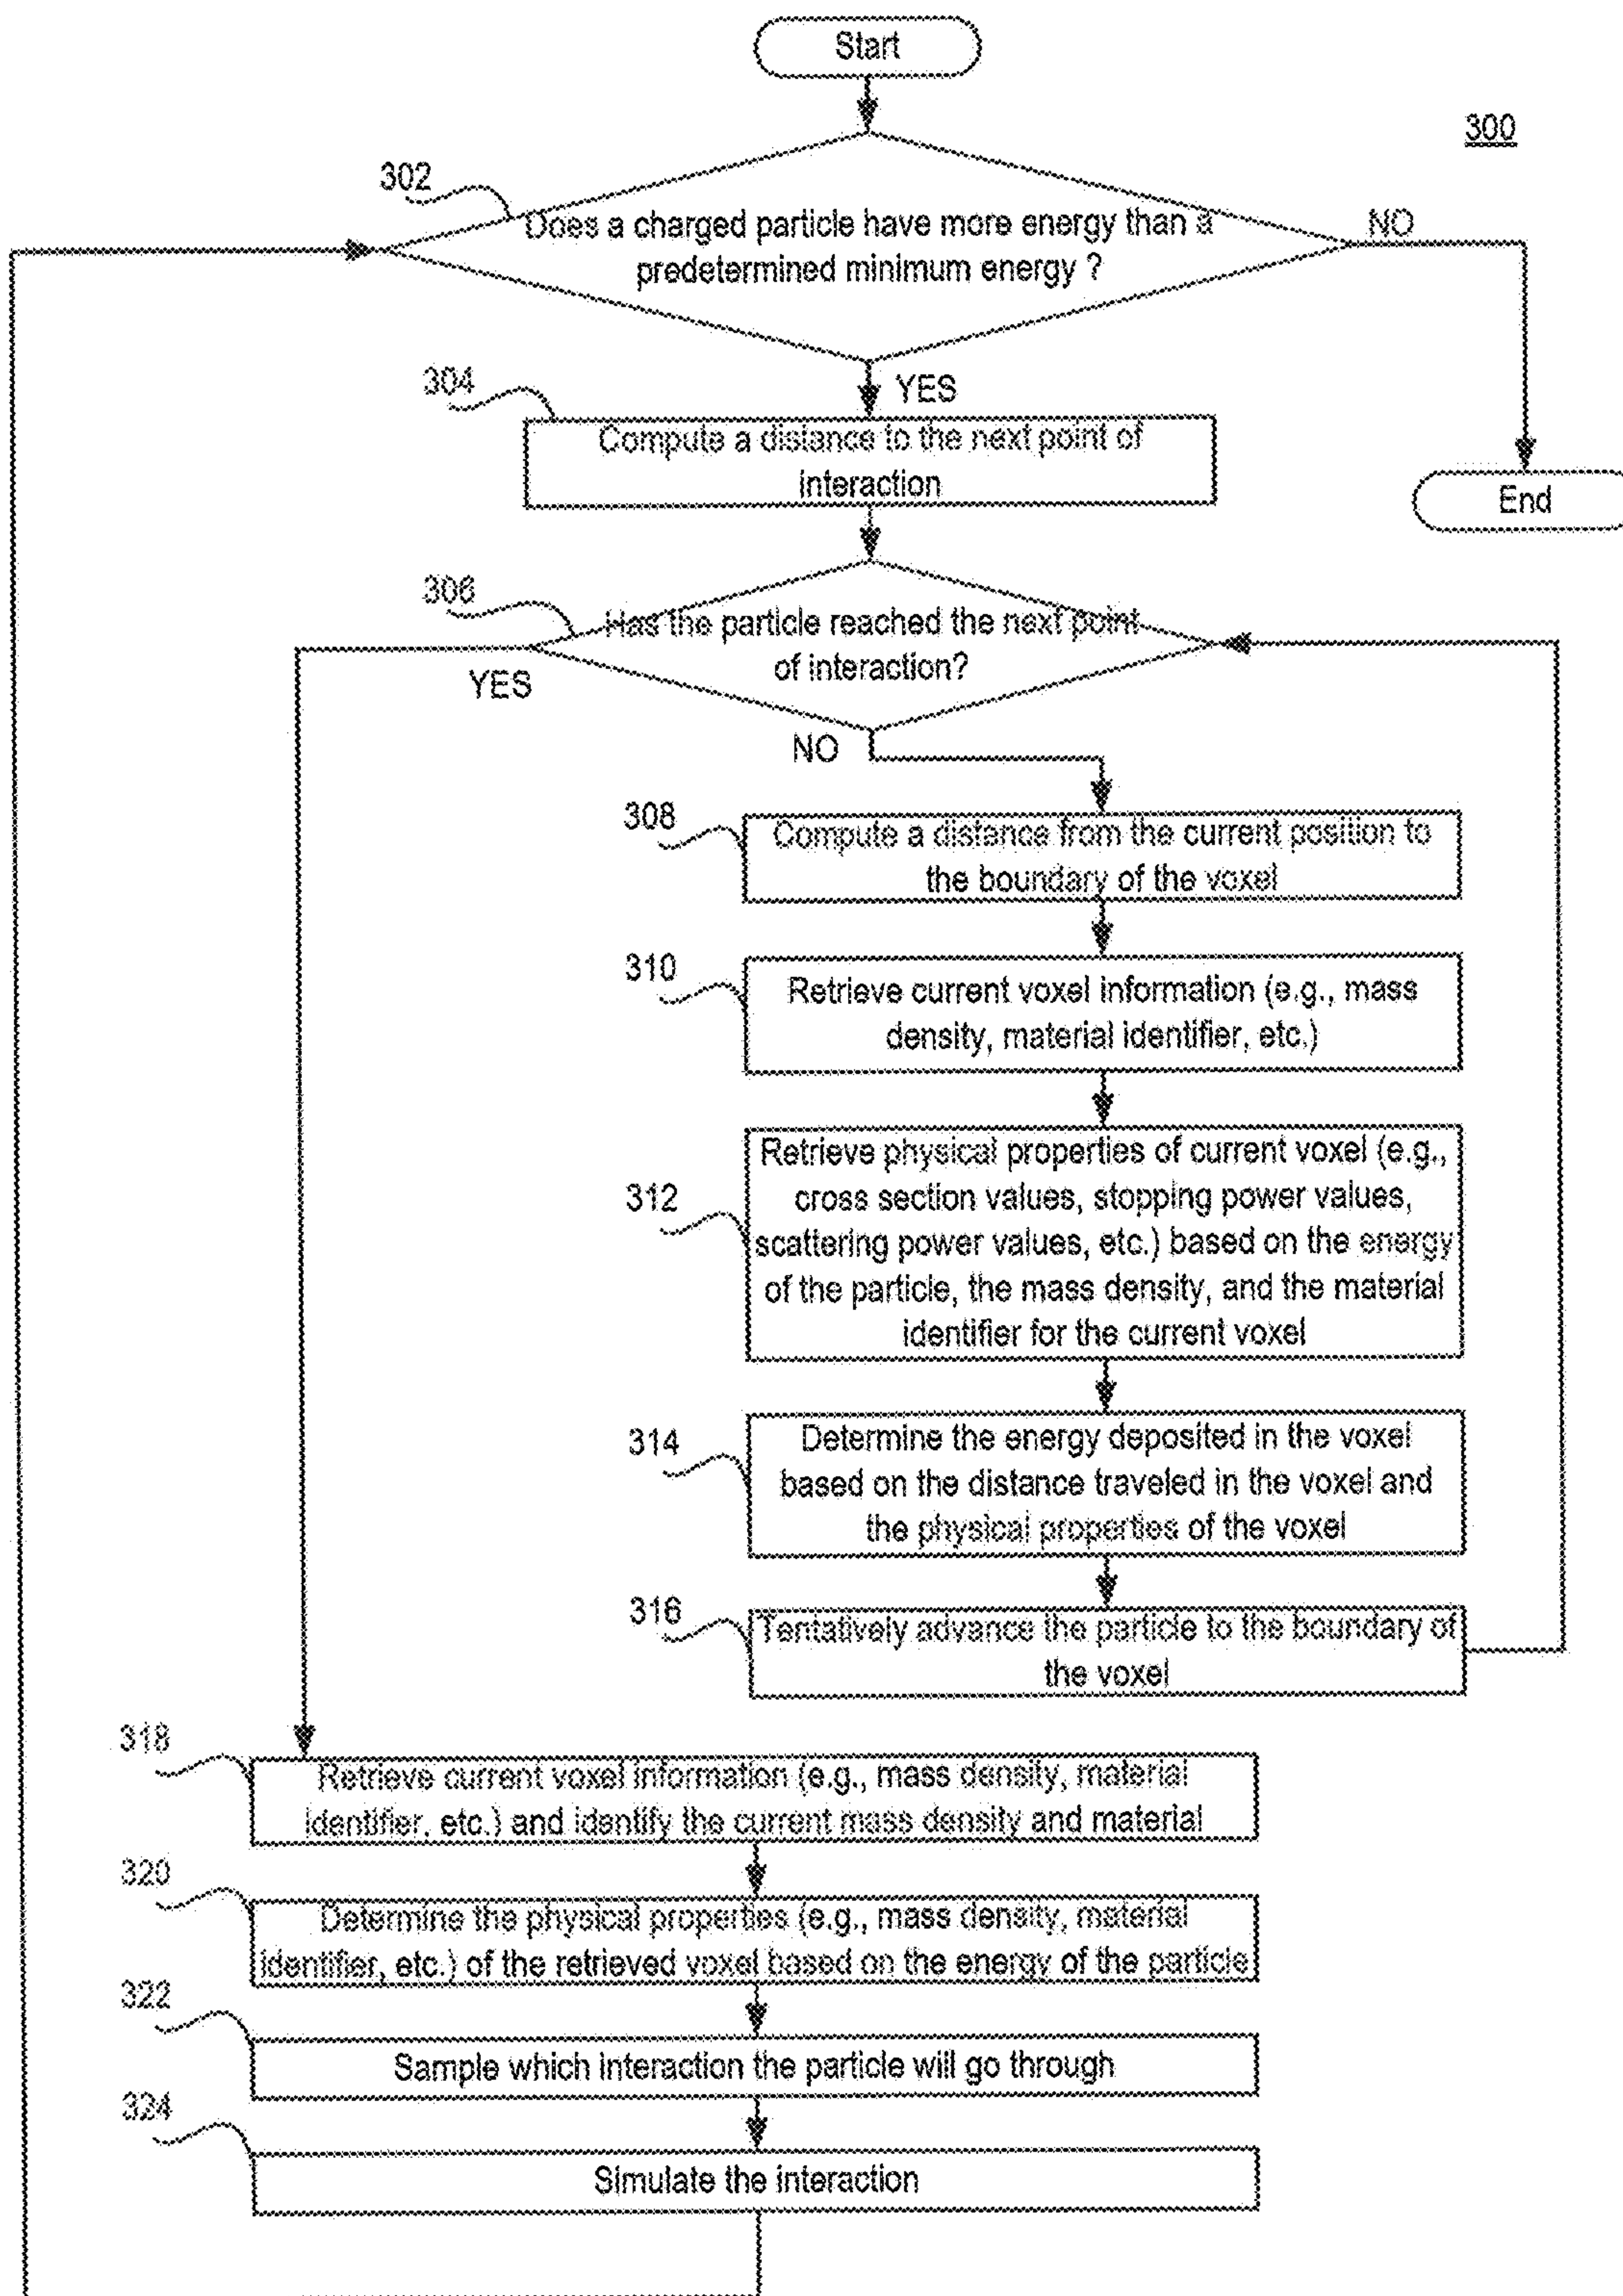 Start
300
302
Does a charged particle have more energy than a
predetermined minimum energy ?
NO
YES
304
Compute a distance to the next point of
interaction
End
306
Has the particle reached the next point
of interaction?
YES
NO
308
Compute a distance from the current position to
the boundary of the voxel
310
Retrieve current voxel information (e.g., mass
density, material identifier, etc.)
312
Retrieve physical properties of current voxel (e.g.,
cross section values, stopping power values,
scattering power values, etc.) based on the energy
of the particle, the mass density, and the material
identifier for the current voxel
314
Determine the energy deposited in the voxel
based on the distance traveled in the voxel and
the physical properties of the voxel
316
Tentatively advance the particle to the boundary of
the voxel
318
Retrieve current voxel information (e.g., mass density, material
identifier, etc.) and identify the current mass density and material
320
Determine the physical properties (e.g., mass density, material
identifier, etc.) of the retrieved voxel based on the energy of the particle
322
Sample which interaction the particle will go through
324
Simulate the interaction